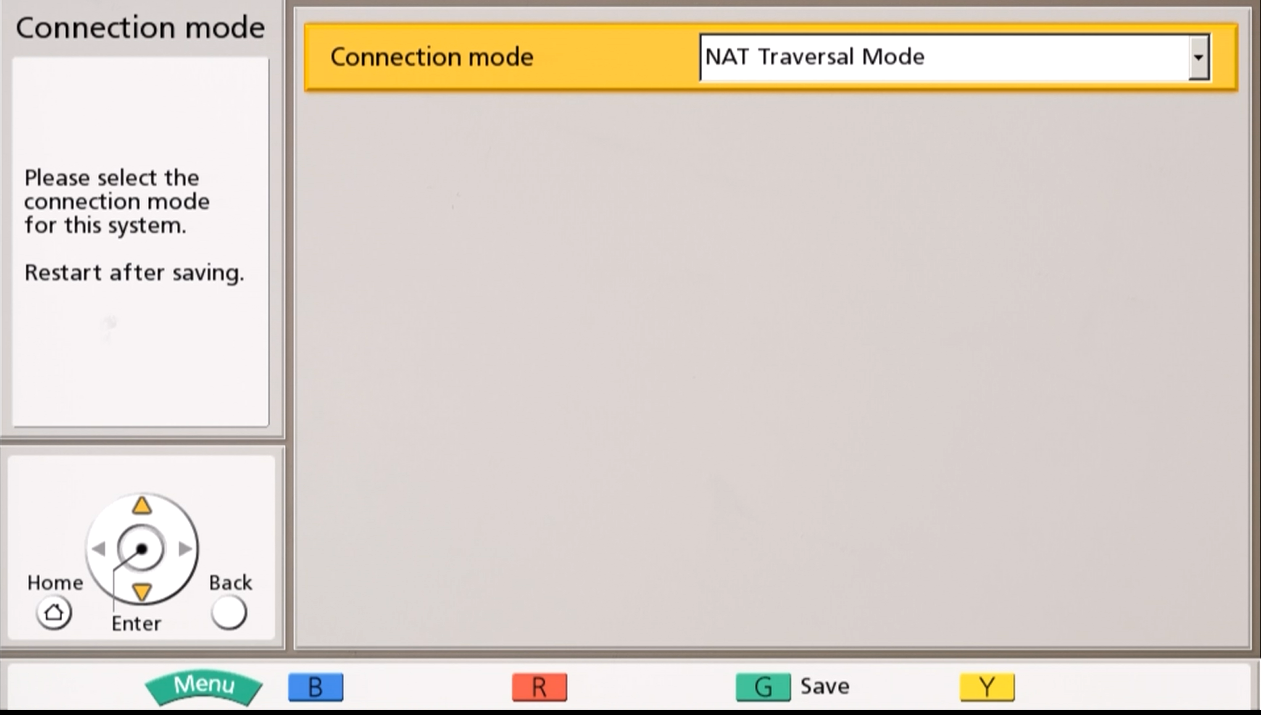 Connection mode
Please select the
connection mode
for this system.
Restart after saving.
Connection mode
NAT Traversal Mode
Home
Back
Enter
Menu
B
R
G Save
Y